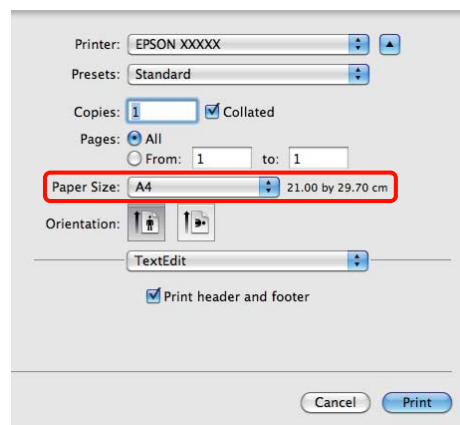 Printer: EPSON XXXXX
Presets: Standard
Copies: 1 Collated
Pages: All
From: 1 to: 1
Paper Size: A4 21.00 by 29.70 cm
Orientation:
TextEdit
Print header and footer
Cancel Print